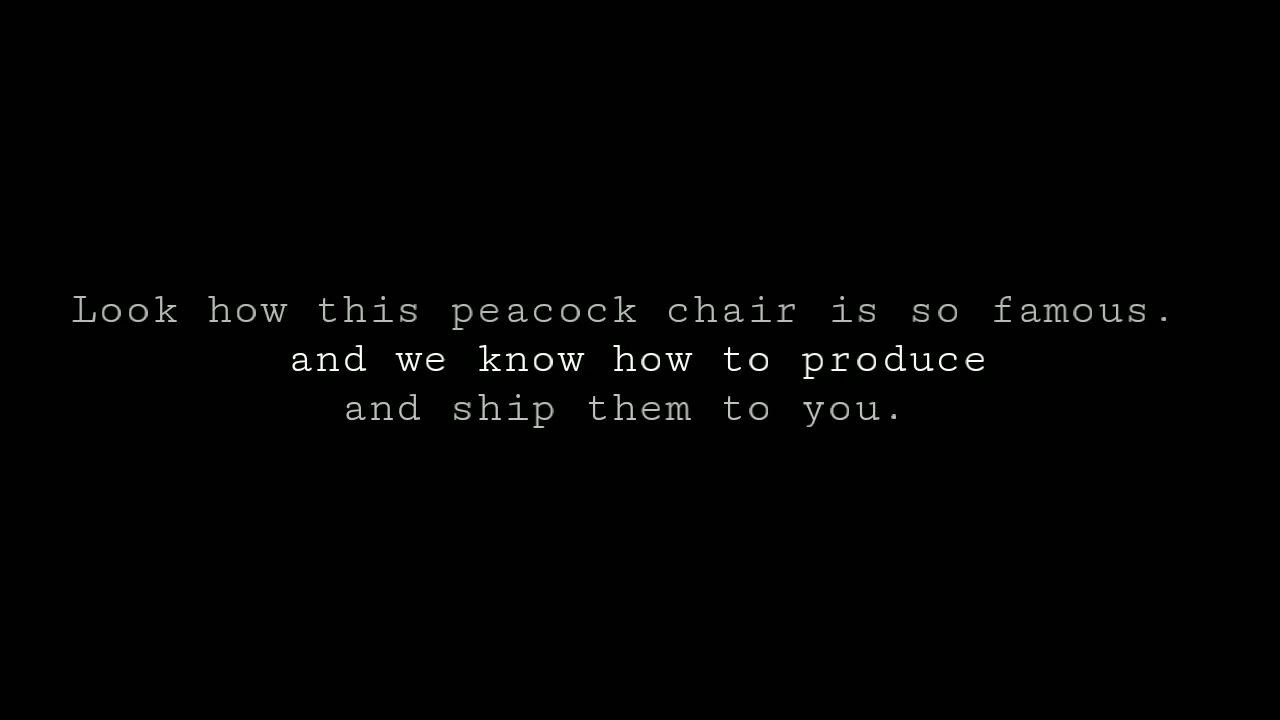 Look how this peacock chair is so famous.
and we know how to produce
and ship them to you.